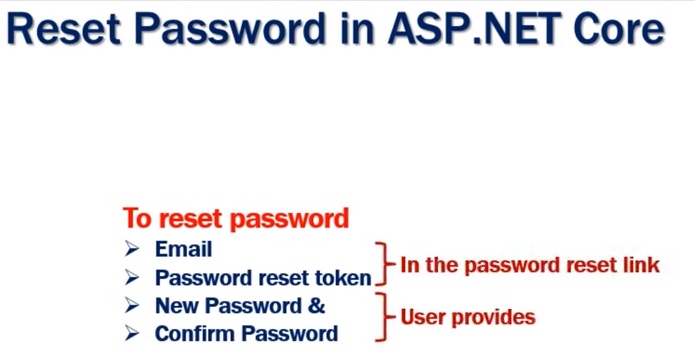 Reset Password in ASP.NET Core
To reset password
Email
Password reset token
In the password reset link
New Password &
Confirm Password
User provides